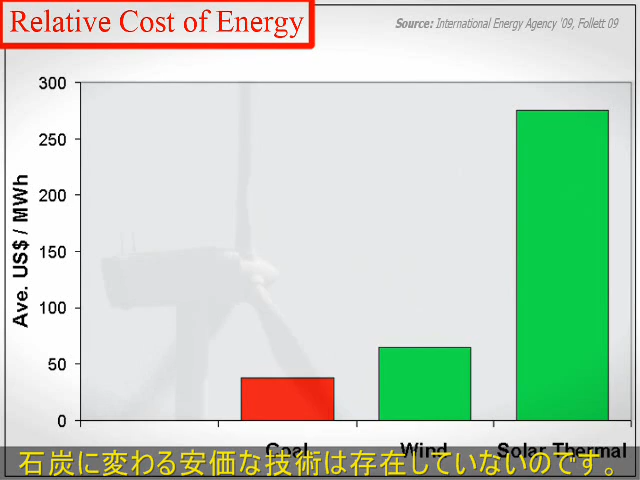 Relative Cost of Energy
Source: International Energy Agency '09, Follett 09
Ave. US$ / MWh
300
250
200
150
100
50
0
Coal
Wind
Solar Thermal
石炭に変わる安価な技術は存在していないのです。